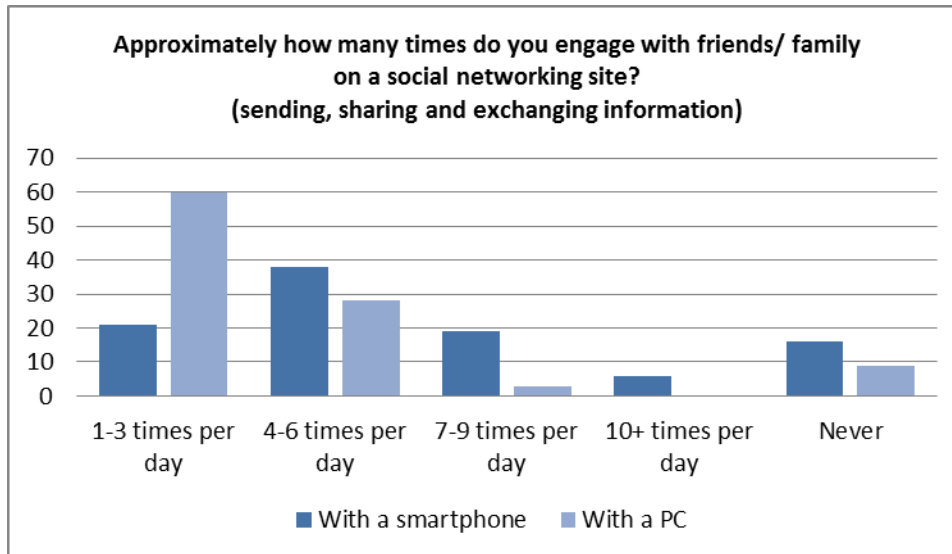 Approximately how many times do you engage with friends/ family
on a social networking site?
(sending, sharing and exchanging information)
70
60
50
40
30
20
10
0
1-3 times per
day
4-6 times per
day
7-9 times per
day
10+ times per
day
Never
With a smartphone
With a PC